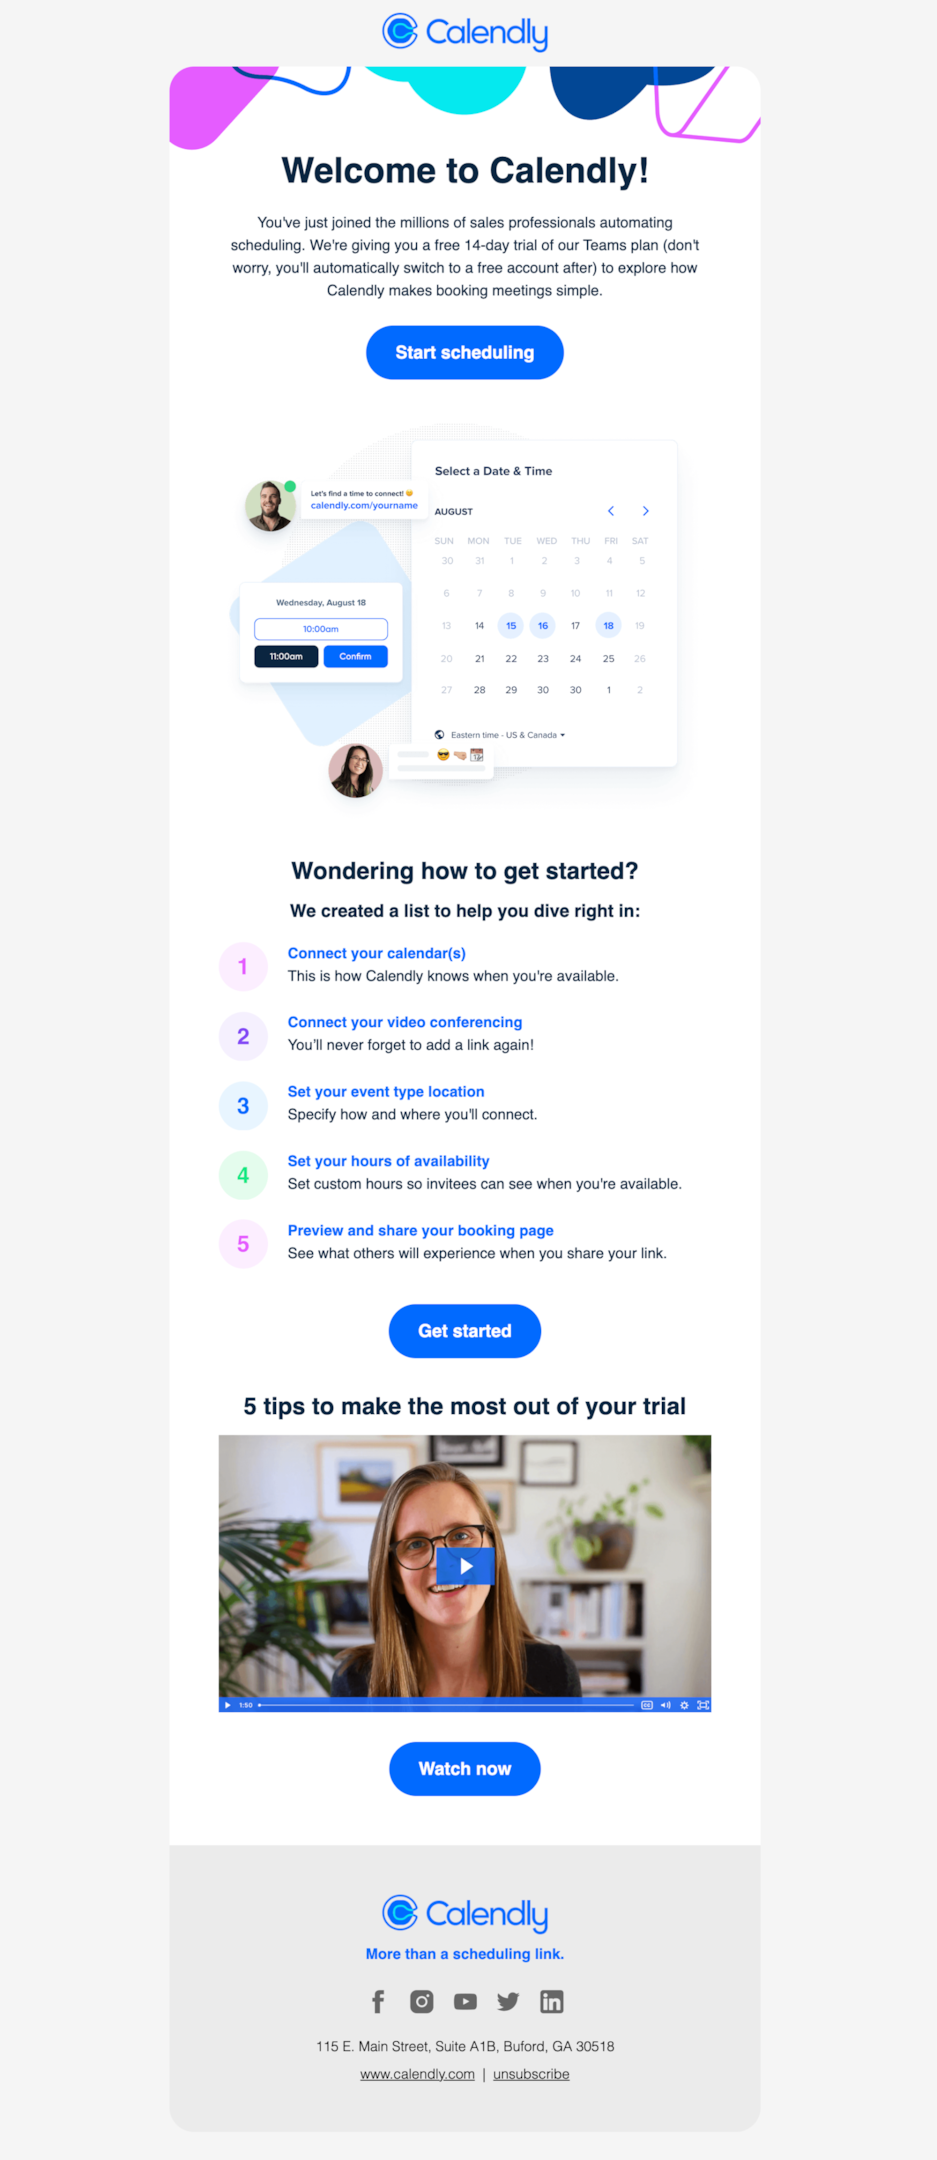 Calendly
Welcome to Calendly!
You've just joined the millions of sales professionals automating
scheduling. We're giving you a free 14-day trial of our Teams plan (don't
worry, you'll automatically switch to a free account after) to explore how
Calendly makes booking meetings simple.
Start scheduling
Let's find a time to connect!
calendly.com/yourname
Wednesday, August 18
10:00am
11:00am Confirm
Select a Date & Time
AUGUST
SUN MON TUE WED THU FRI SAT
30 31 1 2 3 4 5
6 7 8 9 10 11 12
13 14 15 16 17 18 19
20 21 22 23 24 25 26
27 28 29 30 30 1 2
Eastern time - US & Canada
Wondering how to get started?
We created a list to help you dive right in:
1
Connect your calendar(s)
This is how Calendly knows when you're available.
2
Connect your video conferencing
You'll never forget to add a link again!
3
Set your event type location
Specify how and where you'll connect.
4
Set your hours of availability
Set custom hours so invitees can see when you're available.
5
Preview and share your booking page
See what others will experience when you share your link.
Get started
5 tips to make the most out of your trial
1:50
CC
Watch now
Calendly
More than a scheduling link.
115 E. Main Street, Suite A1B, Buford, GA 30518
www.calendly.com | unsubscribe